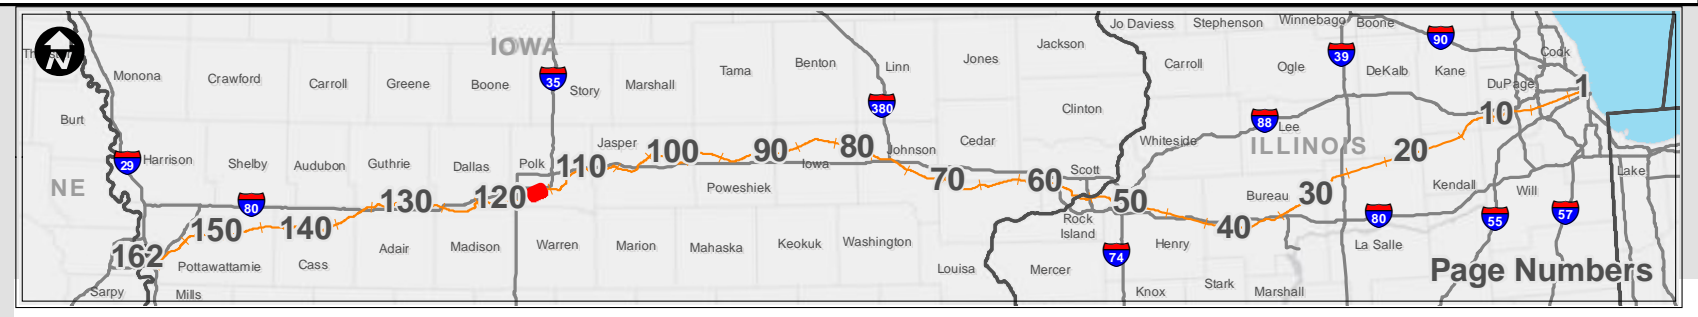 Jo Daviess Stephenson Winnebago Boone
IOWA Jackson 39 90 Cook
N
Monona Crawford Carroll Greene Boone 35 Story Marshall Tama Benton Linn Jones Carroll Ogle DeKalb Kane DuPage 1
380 Clinton 10
Burt 88 Lee
Harrison Shelby Audubon Guthrie Dallas Polk Jasper 100 90 80 Johnson Cedar Whiteside ILLINOIS 20
29 110 Iowa Scott Lake
NE 80 130 120 Poweshiek 70 60 50 Bureau 30 Kendall Will
150 140 Rock
Island 40 80 55 57
162 Adair Madison Warren Marion Mahaska Keokuk Washington 74 Henry La Salle
Pottawattamie Cass Louisa Mercer Page Numbers
Sarpy Mills Knox Stark Marshall